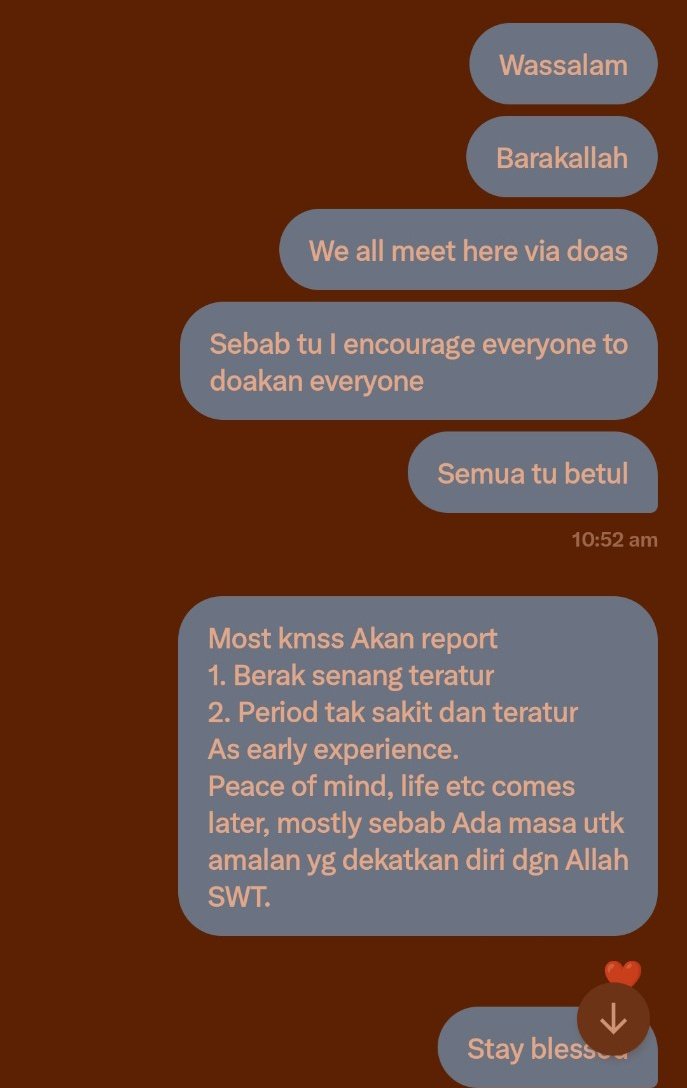 Wassalam
Barakallah
We all meet here via doas
Sebab tu I encourage everyone to
doakan everyone
Semua tu betul
10:52 am
Most kmss Akan report
1. Berak senang teratur
2. Period tak sakit dan teratur
As early experience.
Peace of mind, life etc comes
later, mostly sebab Ada masa utk
amalan yg dekatkan diri dgn Allah
SWT.
Stay blessed